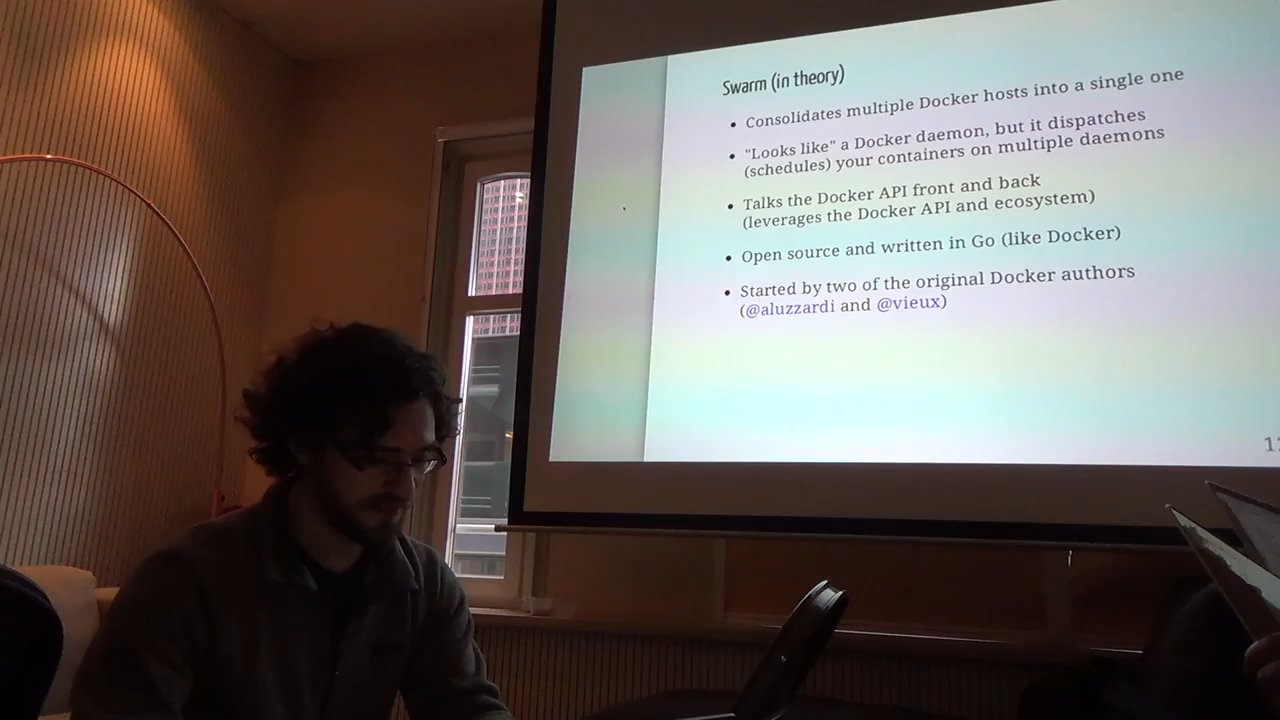 Swarm (in theory)
• Consolidates multiple Docker hosts into a single one
• "Looks like" a Docker daemon, but it dispatches
(schedules) your containers on multiple daemons
• Talks the Docker API front and back
(leverages the Docker API and ecosystem)
• Open source and written in Go (like Docker)
• Started by two of the original Docker authors
(@aluzzardi and @vieux)